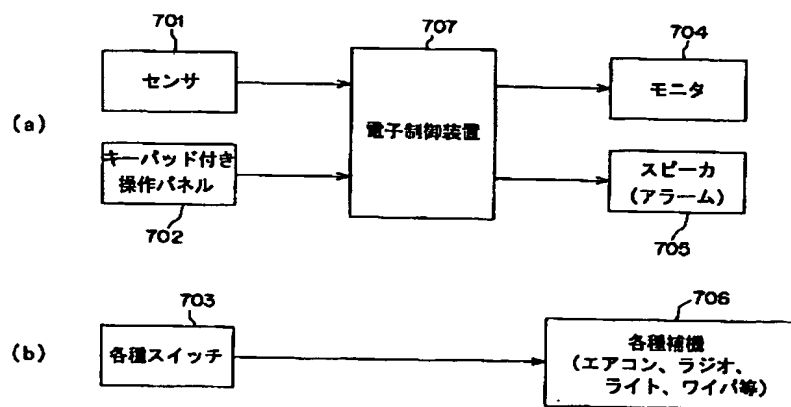 701
707
704
センサ
モニタ
(a)
電子制御装置
キーパッド付き
操作パネル
スピーカ
(アラーム)
702
705
703
706
(b)
各種スイッチ
各種補機
(エアコン、ラジオ、
ライト、ワイパ等)